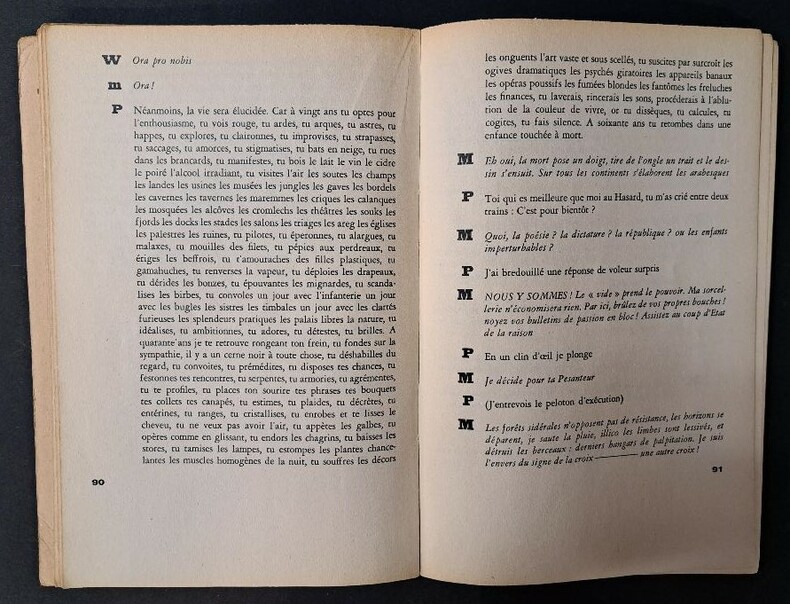 W Ora pro nobis
m Ora !
P Néanmoins, la vie sera élucidée. Car à vingt ans tu optes pour
l'enthousiasme, tu vois rouge, tu ardes, tu arques, tu astres, tu
happes, tu explores, tu claironnes, tu improvises, tu strapasses,
tu saccages, tu amorces, tu stigmatises, tu bats en neige, tu rues
dans les brancards, tu manifestes, tu bois le lait le vin le cidre
le poiré l'alcool irradiant, tu visites l'air les soutes les champs
les landes les usines les musées les jungles les gaves les bordels
les cavernes les tavernes les maremmes les criques les calanques
les mosquées les alcôves les cromlechs les théâtres les souks les
fjords les docks les stades les salons les triages les areg les églises
les palestres les ruines, tu pilotes, tu éperonnes, tu alargues, tu
malaxes, tu mouilles des filets, tu pépies aux perdreaux, tu
ériges les beffrois, tu t'amouraches des filles plastiques, tu
gamahuches, tu renverses la vapeur, tu déploies les drapeaux,
tu dérides les bonzes, tu épouvantes les mignardes, tu scanda-
lises les birbes, tu convoles un jour avec l'infanterie un jour
avec les bugles les sistres les timbales un jour avec les clartés
furieuses les splendeurs pratiques les palais libres la nature, tu
idéalises, tu ambitionnes, tu adores, tu détestes, tu brilles. A
quarante ans je te retrouve rongeant ton frein, tu fondes sur la
sympathie, il y a un cerne noir à toute chose, tu déshabilles du
regard, tu convoites, tu prémédites, tu disposes tes chances, tu
festonnes tes rencontres, tu serpentes, tu armories, tu agrémentes,
tu te profiles, tu places ton sourire tes phrases tes bouquets
tes collets tes canapés, tu estimes, tu plaides, tu décrètes, tu
entérines, tu ranges, tu cristallises, tu enrobes et te lisses le
cheveu, tu ne veux pas avoir l'air, tu appètes les galbes, tu
opères comme en glissant, tu endors les chagrins, tu baisses les
stores, tu tamises les lampes, tu estompes les plantes chance-
lantes les muscles homogènes de la nuit, tu souffres les décors
90
les onguents l'art vaste et sous scellés, tu suscites par surcroît les
ogives dramatiques les psychés giratoires les appareils banaux
les opéras poussifs les fumées blondes les fantômes les freluches
les finances, tu laverais, rincerais les sons, procéderais à l'ablu-
tion de la couleur de vivre, or tu dissèques, tu calcules, tu
cogites, tu fais silence. A soixante ans tu retombes dans une
enfance touchée à mort.
M Eh oui, la mort pose un doigt, tire de l'ongle un trait et le des-
sin s'ensuit. Sur tous les continents s'élaborent les arabesques
P Toi qui es meilleure que moi au Hasard, tu m'as crié entre deux
trains : C'est pour bientôt ?
M Quoi, la poésie ? la dictature ? la république ? ou les enfants
imperturbables ?
P J'ai bredouillé une réponse de voleur surpris
M NOUS Y SOMMES ! Le « vide » prend le pouvoir. Ma sorcel-
lerie n'économisera rien. Par ici, brûlez de vos propres bouches !
noyez vos bulletins de passion en bloc ! Assistez au coup d'Etat
de la raison
P En un clin d'œil je plonge
M Je décide pour ta Pesanteur
P (J'entrevois le peloton d'exécution)
M Les forêts sidérales n'opposent pas de résistance, les horizons se
déparent, je saute la pluie, illico les limbes sont lessivés, et
détruis les berceaux : derniers hangars de palpitation. Je suis
l'envers du signe de la croix ——— une autre croix !
91